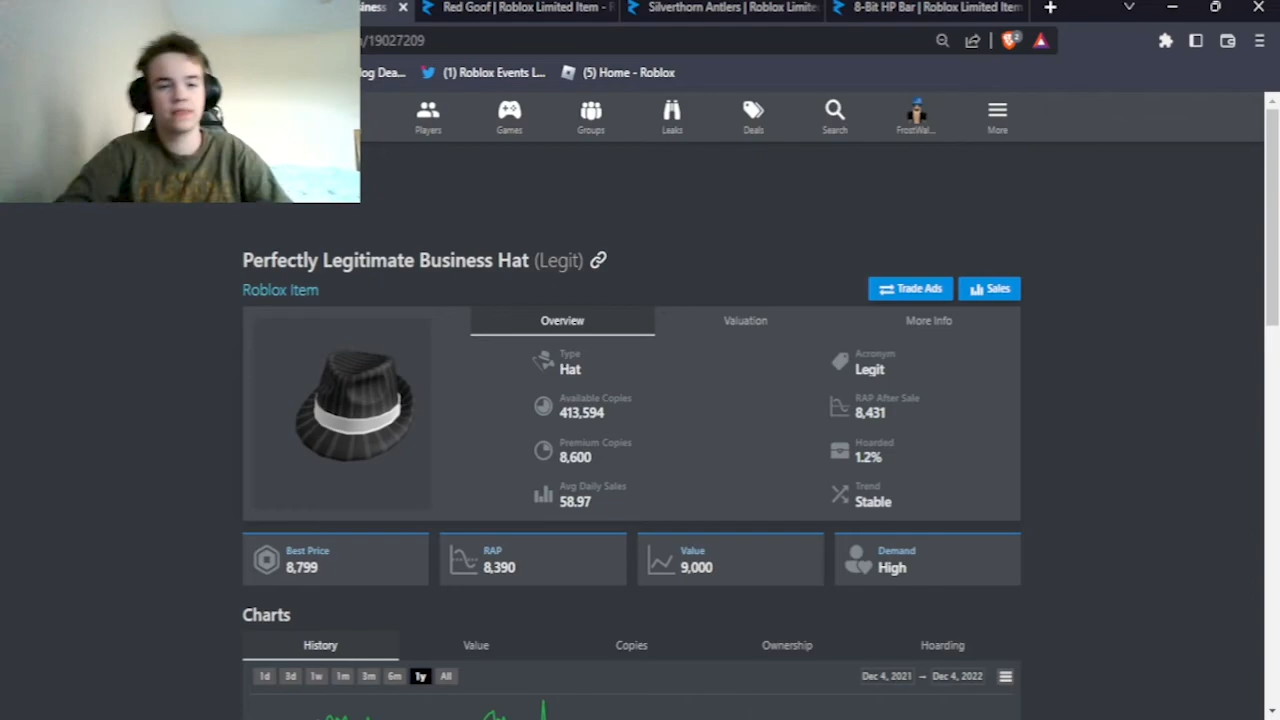 siness
Red Goof | Roblox Limited Item -
Silverthorn Antlers | Roblox Limite
8-Bit HP Bar | Roblox Limited Item
/19027209
2
og Dea...
(1) Roblox Events L...
(5) Home - Roblox
Players
Games
Groups
Leaks
Deals
Search
FrostWal...
More
Perfectly Legitimate Business Hat (Legit)
Roblox Item
Trade Ads
Sales
Overview
Valuation
More Info
Type
Hat
Acronym
Legit
Available Copies
413,594
RAP After Sale
8,431
Premium Copies
8,600
Hoarded
1.2%
Avg Daily Sales
58.97
Trend
Stable
Best Price
8,799
RAP
8,390
Value
9,000
Demand
High
Charts
History
Value
Copies
Ownership
Hoarding
1d 3d 1w 1m 3m 6m 1y All
Dec 4, 2021 → Dec 4, 2022